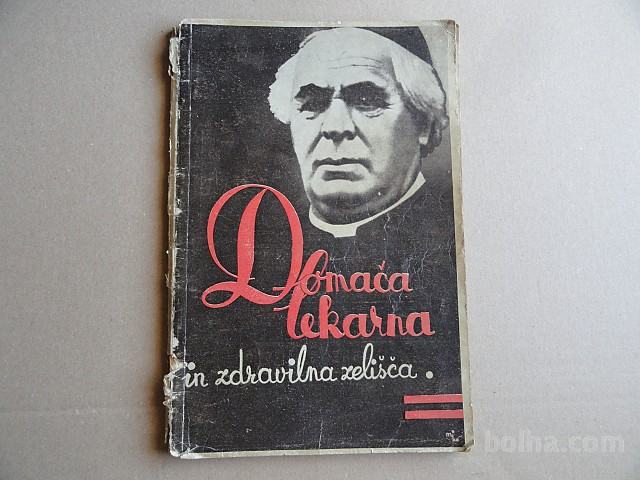 Domača
lekarna
in zdravilna zelišča.
bolha.com